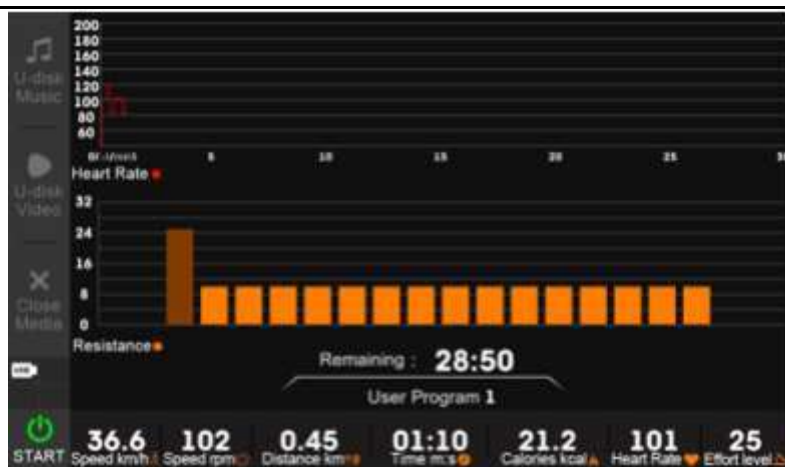 200
180
160
140
120
100
80
60
5
10
15
20
25
30
Heart Rate
32
24
16
8
0
Resistance
U-disk
Music
U-disk
Video
Close
Media
Remaining : 28:50
User Program 1
START
36.6 102 0.45 01:10 21.2 101 25
Speed km/h Speed rpm Distance km Time m:s Calories kcal Heart Rate Effort level